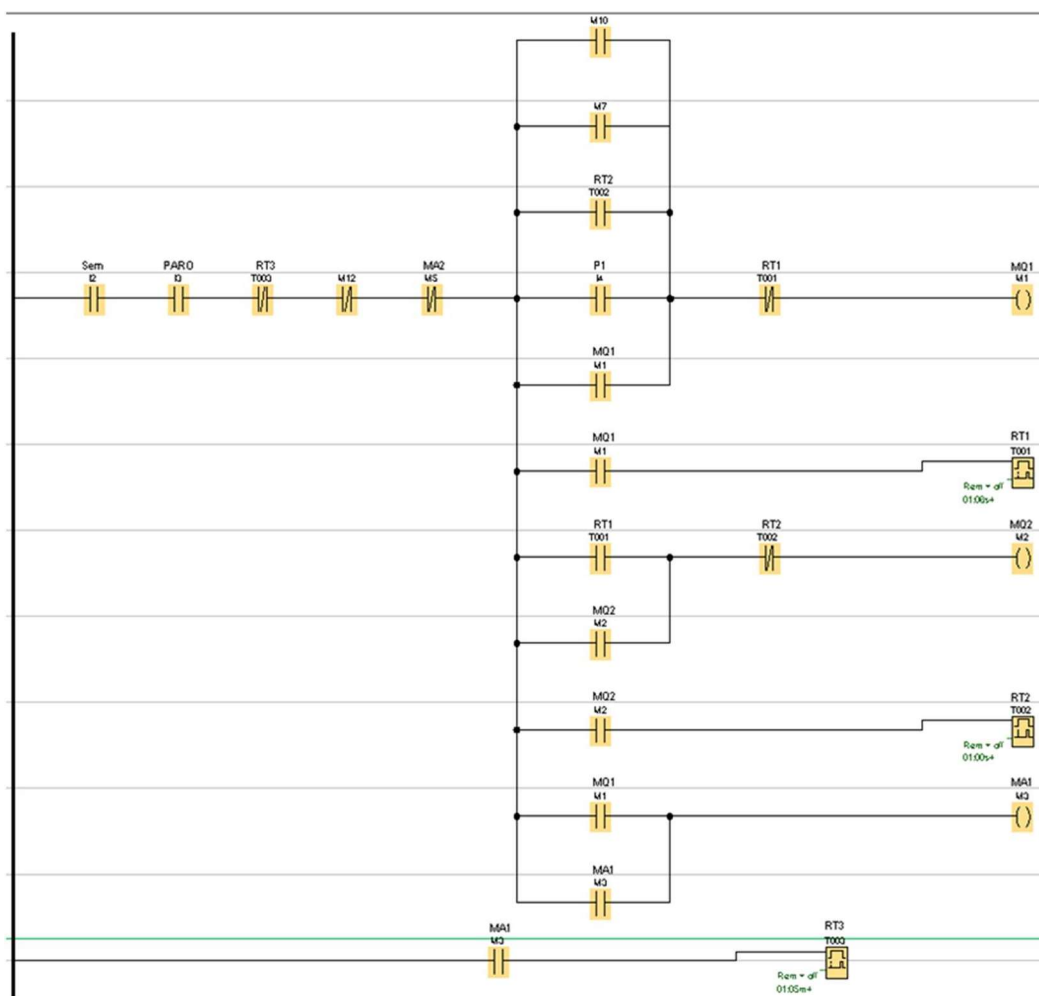 M10
M7
RT2
T002
Sem
I2
PARO
I3
RT3
T003
M12
MA2
M5
P1
I4
RT1
T001
MQ1
M1
MQ1
M1
MQ1
M1
RT1
T001
Rem = off
RT1
T001
RT2
T002
MQ2
M2
MQ2
M2
MQ2
M2
RT2
T002
Rem = off
01:00s+
MQ1
M1
MA1
M3
MA1
M3
MA1
M3
RT3
T003
Rem = off
01:05m+